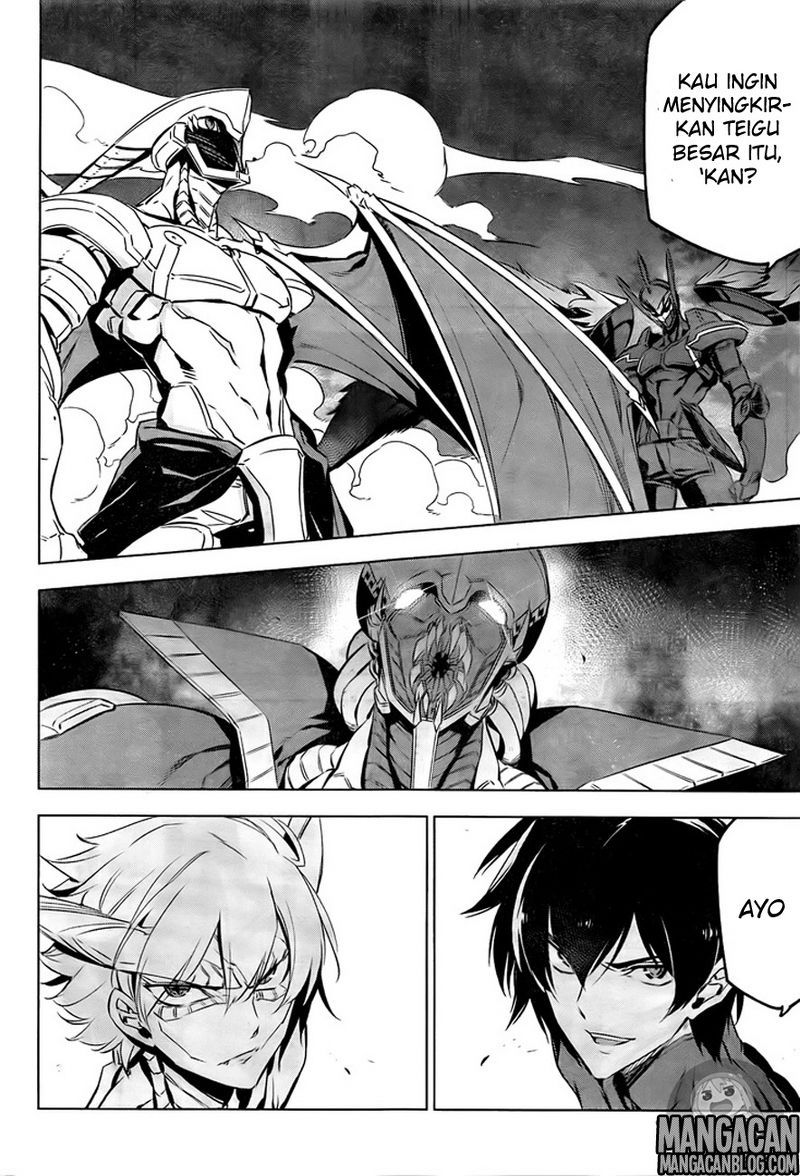 KAU INGIN
MENYINGKIR-
KAN TEIGU
BESAR ITU,
'KAN?
AYO
MANGACAN
MANGACANBLOG.COM